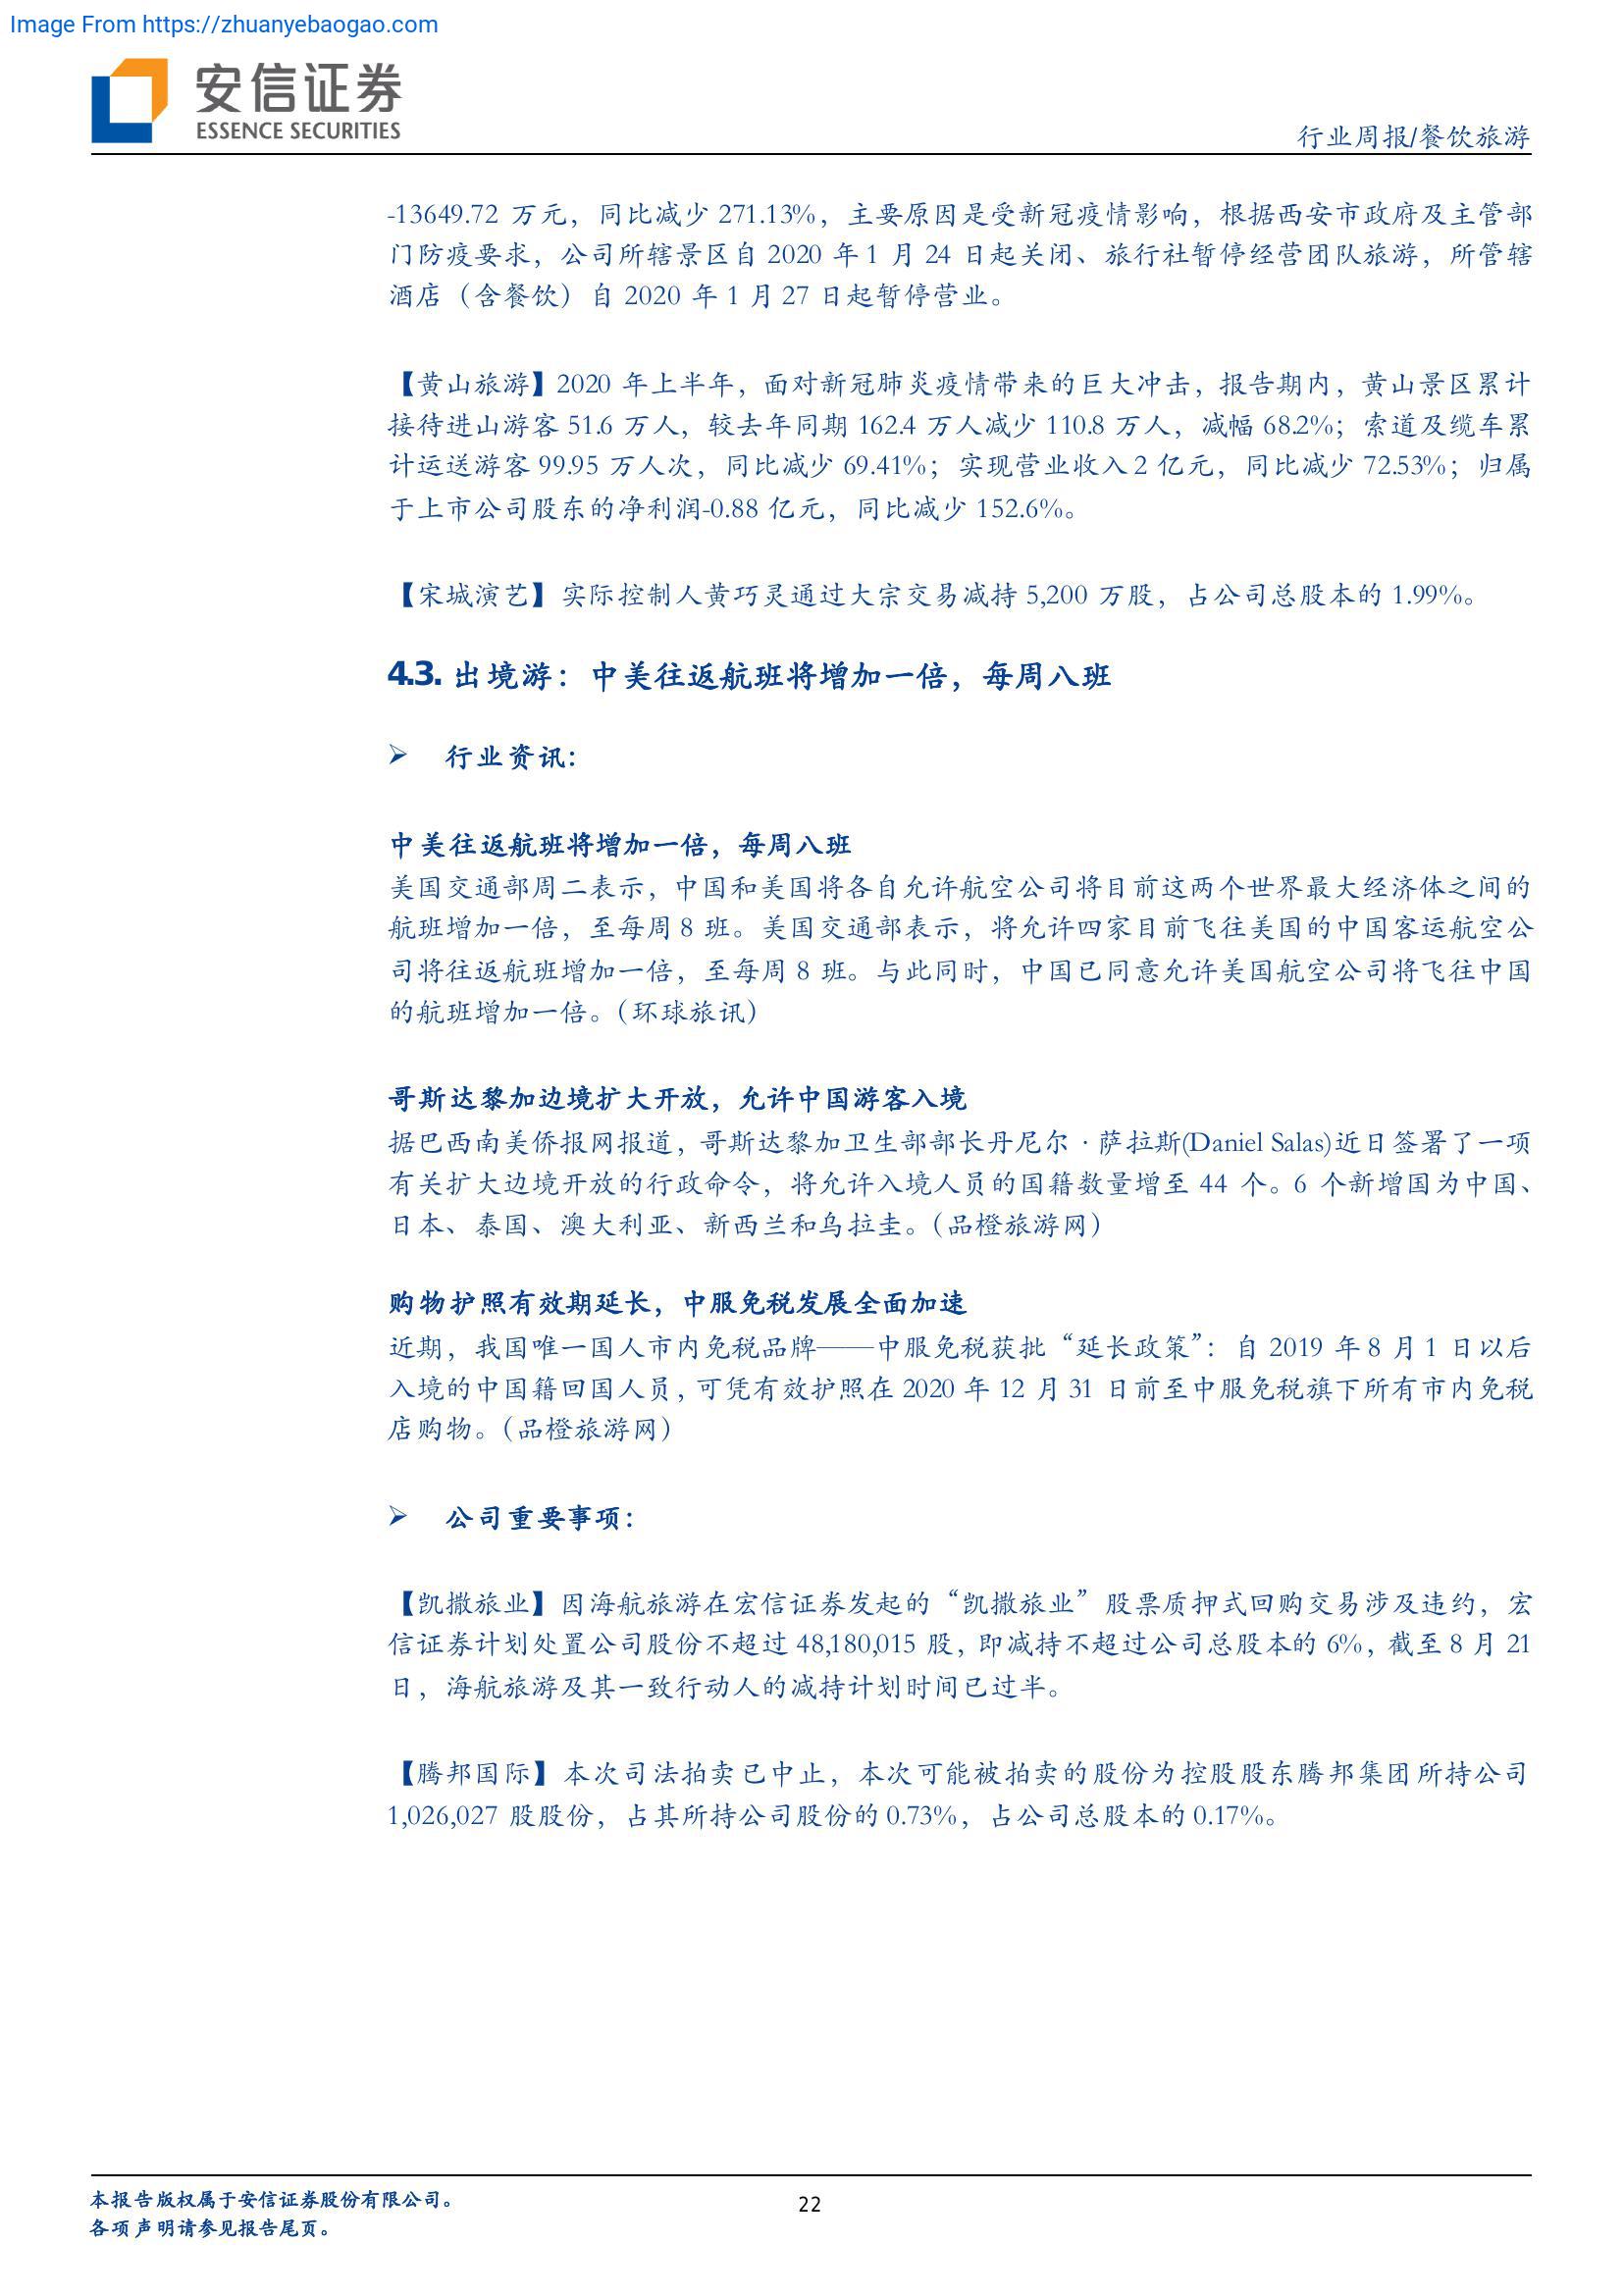 Image From https://zhuanyebaogao.com
安信证券
ESSENCE SECURITIES
行业周报/餐饮旅游
-13649.72 万元，同比减少 271.13%，主要原因是受新冠疫情影响，根据西安市政府及主管部
门防疫要求，公司所辖景区自 2020 年 1 月 24 日起关闭、旅行社暂停经营团队旅游，所管辖
酒店（含餐饮）自 2020 年 1 月 27 日起暂停营业。
【黄山旅游】2020 年上半年，面对新冠肺炎疫情带来的巨大冲击，报告期内，黄山景区累计
接待进山游客 51.6 万人，较去年同期 162.4 万人减少 110.8 万人，减幅 68.2%；索道及缆车累
计运送游客 99.95 万人次，同比减少 69.41%；实现营业收入 2 亿元，同比减少 72.53%；归属
于上市公司股东的净利润-0.88 亿元，同比减少 152.6%。
【宋城演艺】实际控制人黄巧灵通过大宗交易减持 5,200 万股，占公司总股本的 1.99%。
4.3. 出境游：中美往返航班将增加一倍，每周八班
➢ 行业资讯：
中美往返航班将增加一倍，每周八班
美国交通部周二表示，中国和美国将各自允许航空公司将目前这两个世界最大经济体之间的
航班增加一倍，至每周 8 班。美国交通部表示，将允许四家目前飞往美国的中国客运航空公
司将往返航班增加一倍，至每周 8 班。与此同时，中国已同意允许美国航空公司将飞往中国
的航班增加一倍。（环球旅讯）
哥斯达黎加边境扩大开放，允许中国游客入境
据巴西南美侨报网报道，哥斯达黎加卫生部部长丹尼尔·萨拉斯(Daniel Salas)近日签署了一项
有关扩大边境开放的行政命令，将允许入境人员的国籍数量增至 44 个。6 个新增国为中国、
日本、泰国、澳大利亚、新西兰和乌拉圭。（品橙旅游网）
购物护照有效期延长，中服免税发展全面加速
近期，我国唯一国人市内免税品牌——中服免税获批“延长政策”：自 2019 年 8 月 1 日以后
入境的中国籍回国人员，可凭有效护照在 2020 年 12 月 31 日前至中服免税旗下所有市内免税
店购物。（品橙旅游网）
➢ 公司重要事项：
【凯撒旅业】因海航旅游在宏信证券发起的“凯撒旅业”股票质押式回购交易涉及违约，宏
信证券计划处置公司股份不超过 48,180,015 股，即减持不超过公司总股本的 6%，截至 8 月 21
日，海航旅游及其一致行动人的减持计划时间已过半。
【腾邦国际】本次司法拍卖已中止，本次可能被拍卖的股份为控股股东腾邦集团所持公司
1,026,027 股股份，占其所持公司股份的 0.73%，占公司总股本的 0.17%。
本报告版权属于安信证券股份有限公司。
22
各项声明请参见报告尾页。